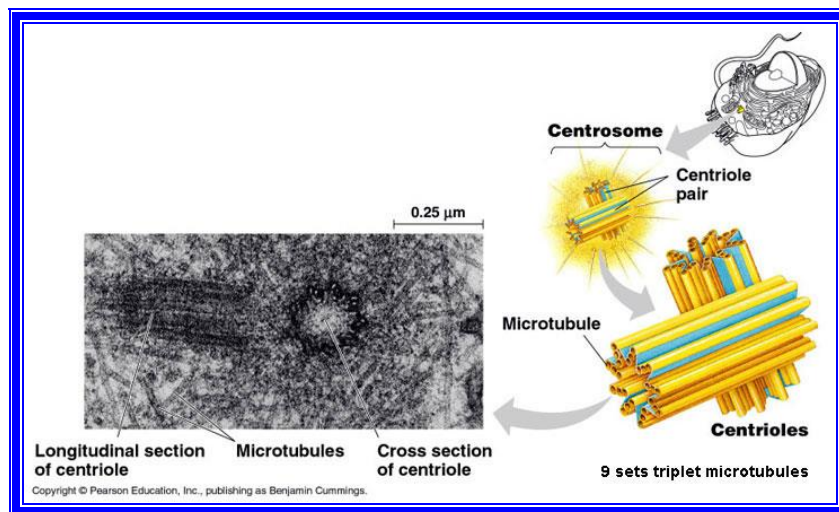 Centrosome
Centriole
pair
0.25 µm
Microtubule
Longitudinal section
of centriole
Microtubules
Cross section
of centriole
Centrioles
9 sets triplet microtubules
Copyright © Pearson Education, Inc., publishing as Benjamin Cummings.